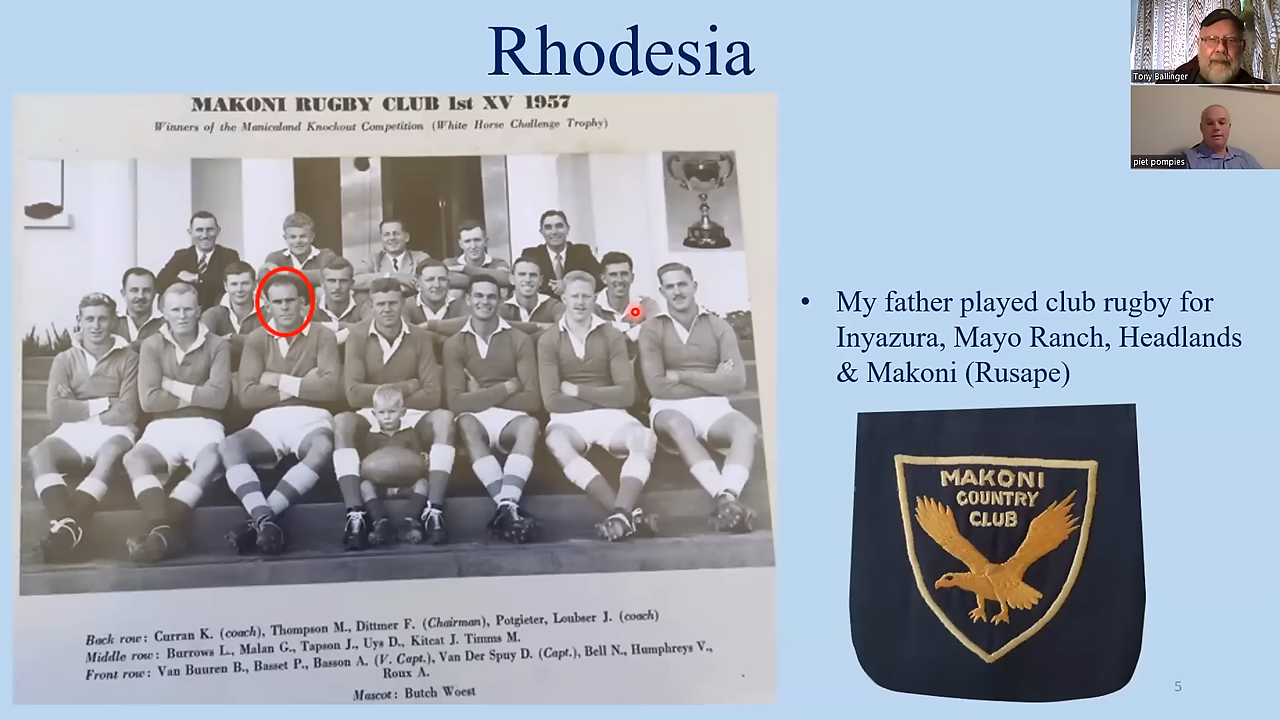 Rhodesia
Tony Ballinger
piet pompies
MAKONI RUGBY CLUB 1st XV 1957
Winners of the Manicaland Knockout Competition (White Horse Challenge Trophy)
• My father played club rugby for
Inyazura, Mayo Ranch, Headlands
& Makoni (Rusape)
MAKONI
COUNTRY
CLUB
Back row: Curran K. (coach), Thompson M., Dittmer F. (Chairman), Potgieter, Loubser J. (coach)
Middle row: Burrows L., Malan G., Tapson J., Uys D., Kitcat J. Timms M.
Front row: Van Buuren B., Basset P., Basson A. (V. Capt.), Van Der Spuy D. (Capt.), Bell N., Humphreys V.,
Roux A.
Mascot: Butch Woest
5